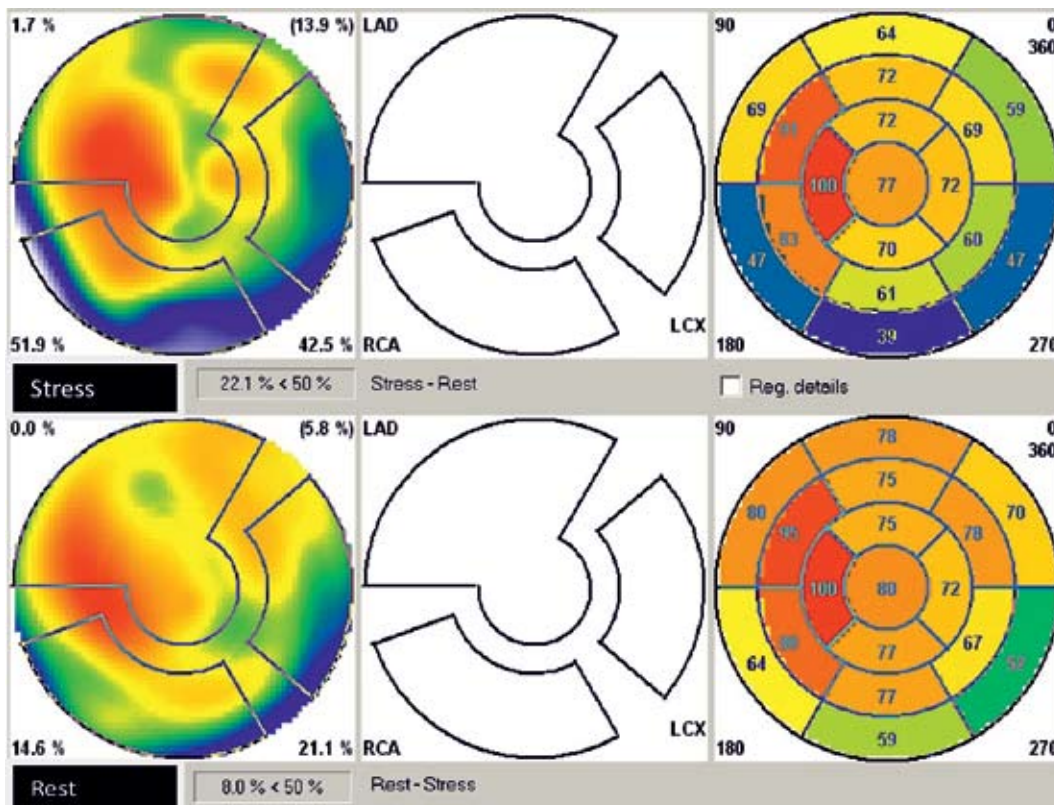 1.7 % (13.9 %) LAD 90 0
360
64
72
69 59
72 69
100 77 72
47 83 70 60 47
61
39
51.9 % 42.5 % RCA LCX 180 270
Stress 22.1 % < 50 % Stress - Rest Reg. details
0.0 % (5.8 %) LAD 90 0
360
78
75
80 70
95 75 78
100 80 72
64 77 67
77
59
14.6 % 21.1 % RCA LCX 180 270
Rest 8.0 % < 50 % Rest - Stress